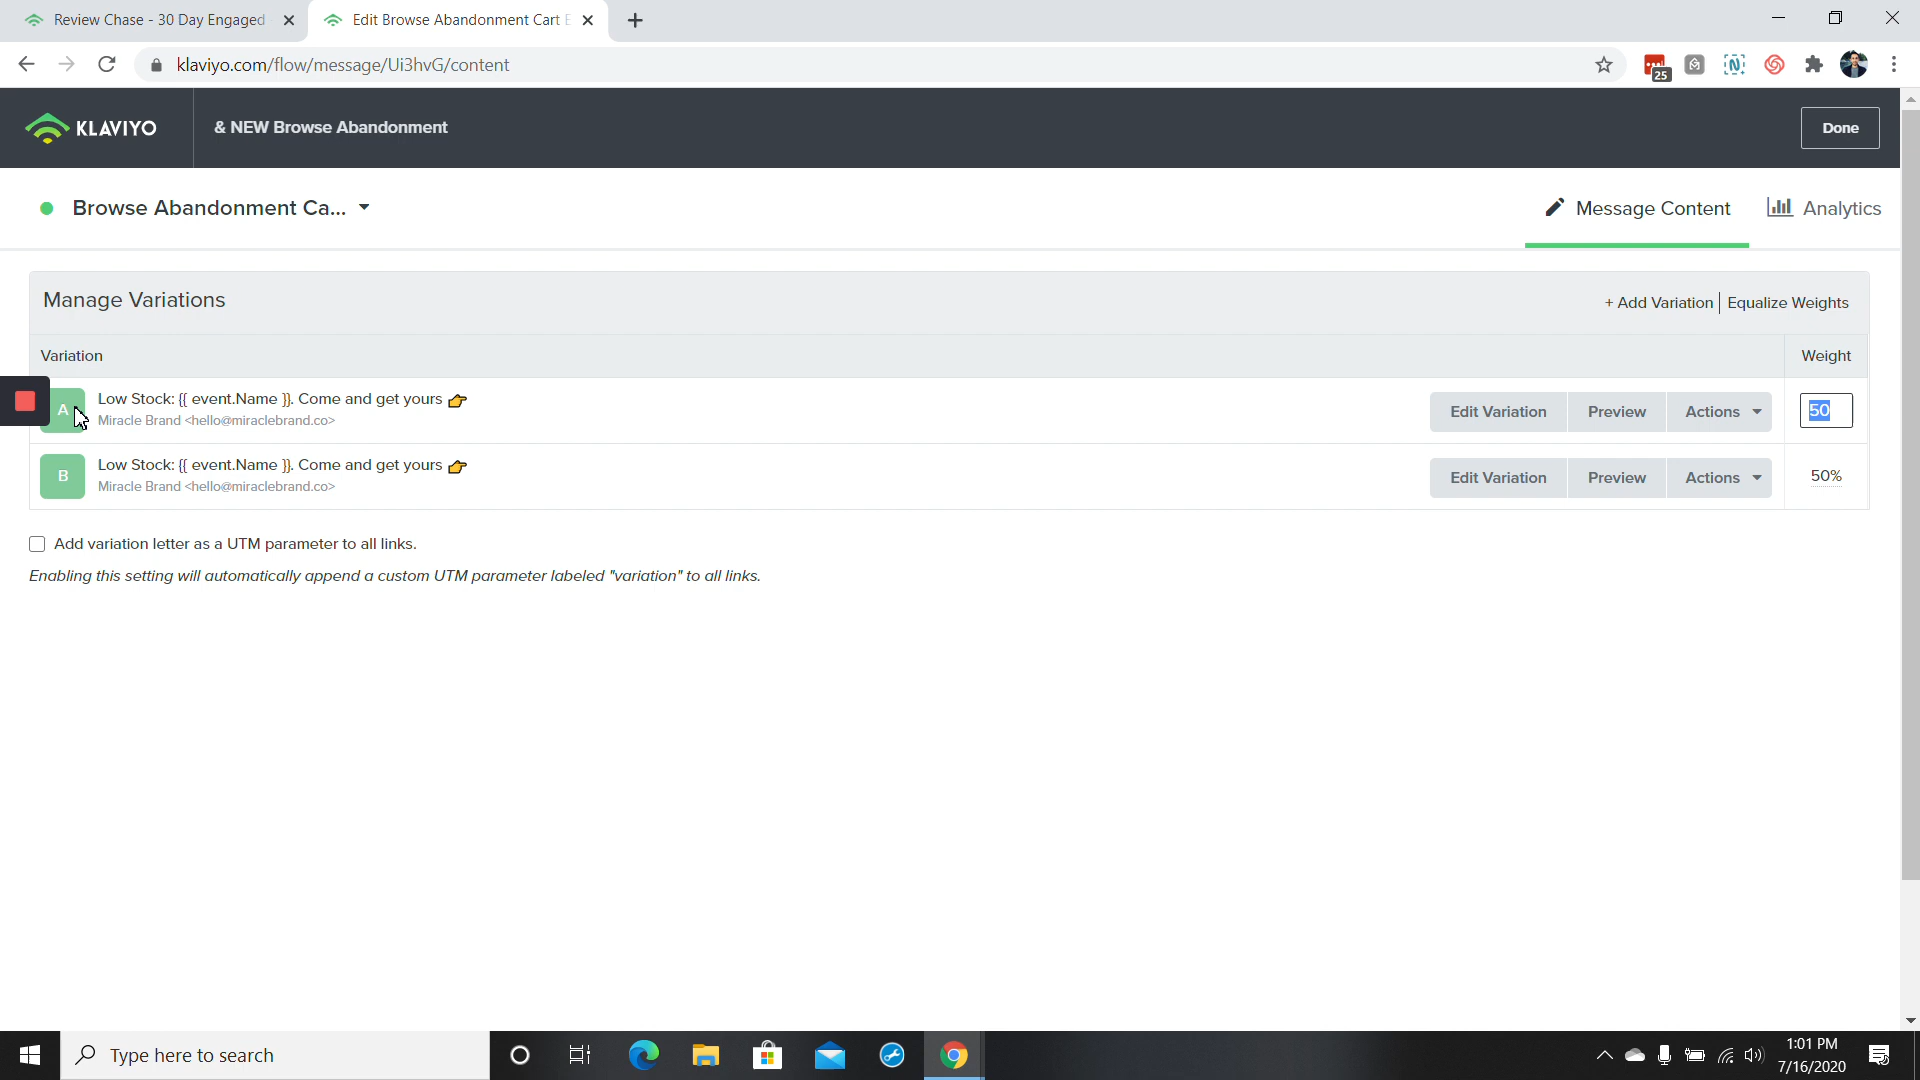 Review Chase - 30 Day Engaged
Edit Browse Abandonment Cart E
klaviyo.com/flow/message/Ui3hvG/content
25
KLAVIYO
& NEW Browse Abandonment
Done
Browse Abandonment Ca...
Message Content
Analytics
Manage Variations
+ Add Variation | Equalize Weights
Variation
Weight
A
Low Stock: {{ event.Name }}. Come and get yours 👉
Miracle Brand <hello@miraclebrand.co>
Edit Variation
Preview
Actions
50
B
Low Stock: {{ event.Name }}. Come and get yours 👉
Miracle Brand <hello@miraclebrand.co>
Edit Variation
Preview
Actions
50%
Add variation letter as a UTM parameter to all links.
Enabling this setting will automatically append a custom UTM parameter labeled "variation" to all links.
Type here to search
1:01 PM
7/16/2020